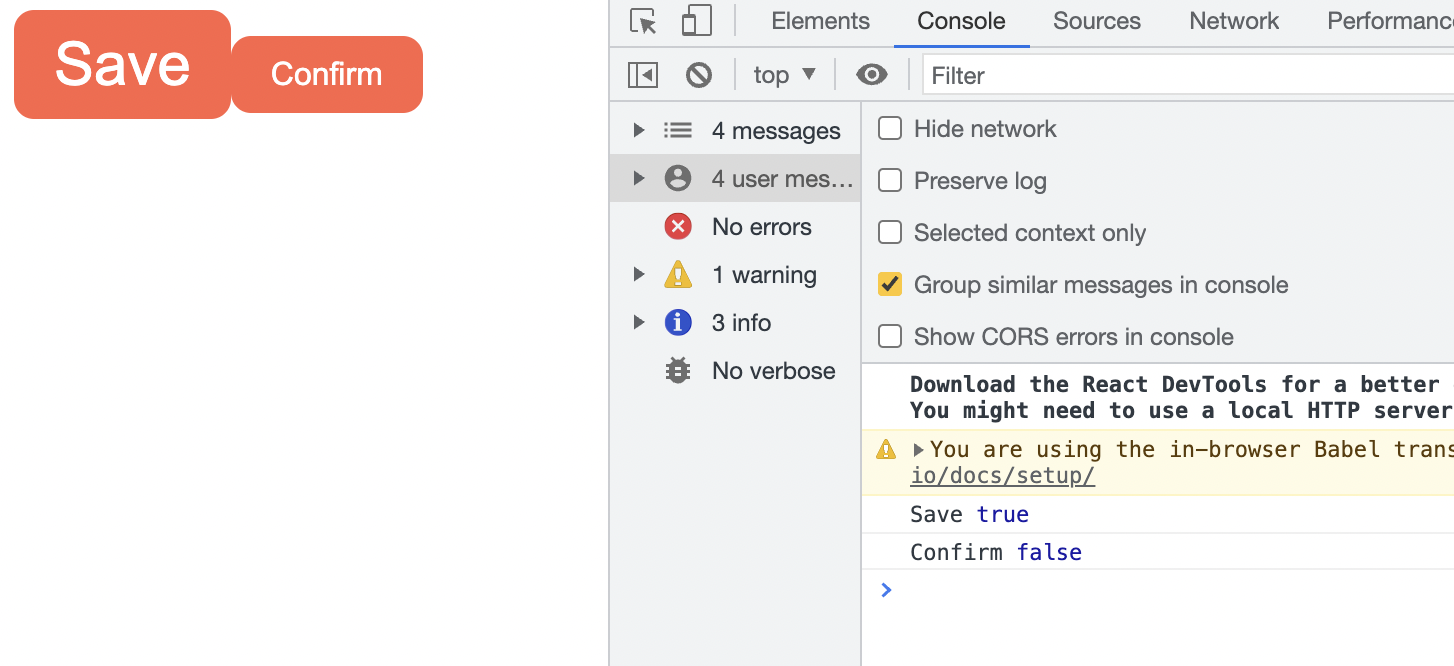 Save
Confirm
Elements Console Sources Network Performanc
top ▼ Filter
4 messages
4 user mes…
No errors
1 warning
3 info
No verbose
Hide network
Preserve log
Selected context only
Group similar messages in console
Show CORS errors in console
Download the React DevTools for a better
You might need to use a local HTTP server
You are using the in-browser Babel trans
io/docs/setup/
Save true
Confirm false